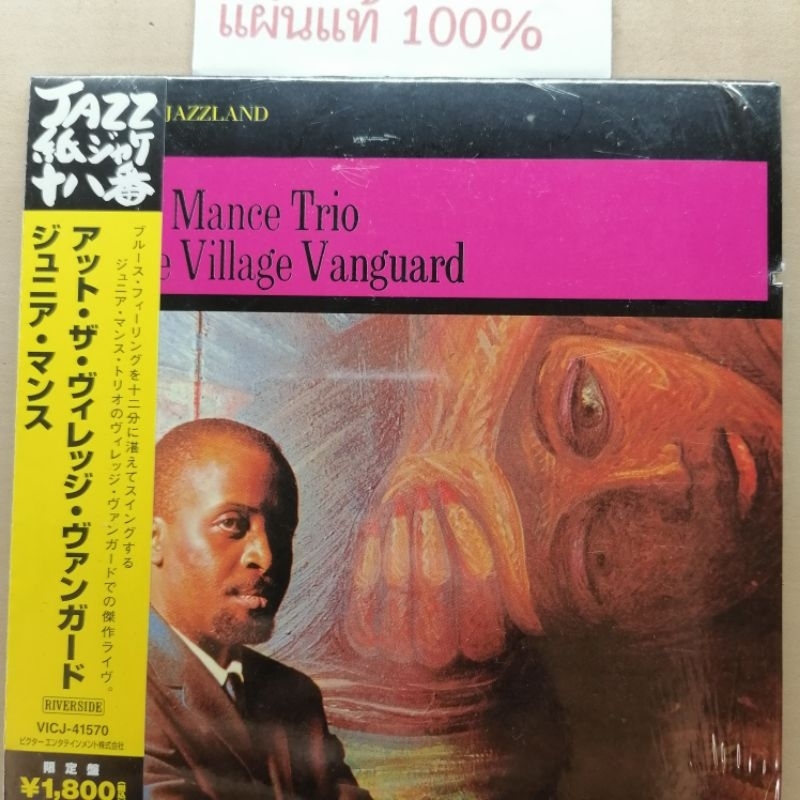 แผ่นแท้ 100%
JAZZ
紙ジャケ
十八番
JAZZLAND
Mance Trio
e Village Vanguard
ブルース・フィーリングを十二分に湛えてスイングする
ジュニア・マンス・トリオのヴィレッジ・ヴァンガードでの傑作ライヴ。
アット・ザ・ヴィレッジ・ヴァンガード
ジュニア・マンス
RIVERSIDE
VICJ-41570
ビクターエンタテインメント株式会社
限定盤
¥1,800